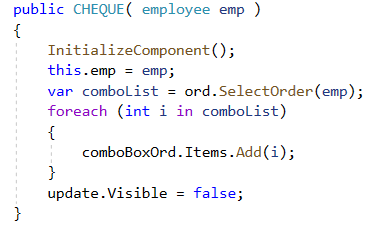 public CHEQUE( employee emp )
{
InitializeComponent();
this.emp = emp;
var comboList = ord.SelectOrder(emp);
foreach (int i in comboList)
{
comboBoxOrd.Items.Add(i);
}
update.Visible = false;
}